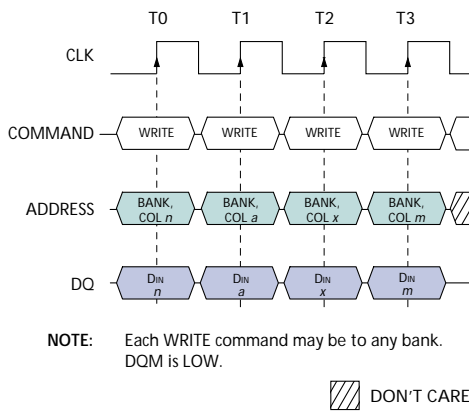 T0 T1 T2 T3
CLK
COMMAND WRITE WRITE WRITE WRITE
BANK, BANK, BANK, BANK,
ADDRESS
COL n COL a COL x COL m
DIN DIN DIN DIN
DQ
n a x m
NOTE: Each WRITE command may be to any bank.
DQM is LOW.
DON'T CARE